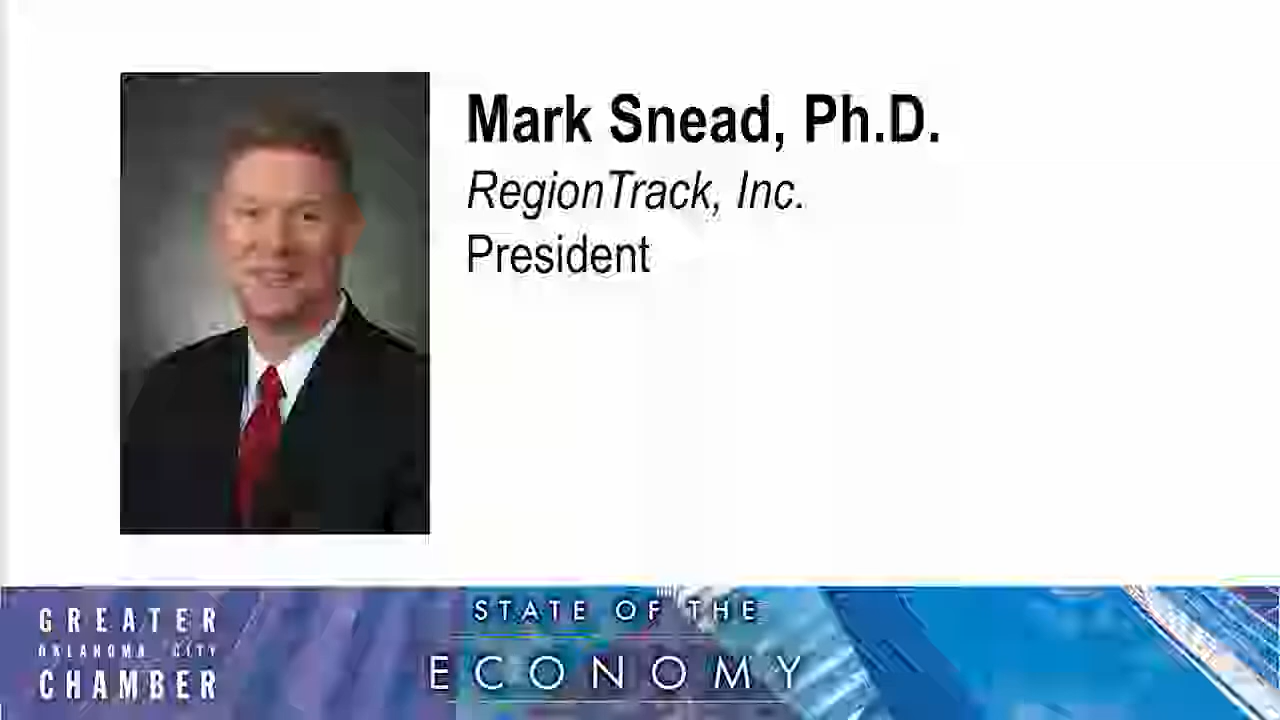 Mark Snead, Ph.D.
RegionTrack, Inc.
President
GREATER
OKLAHOMA CITY
CHAMBER
STATE OF THE
ECONOMY